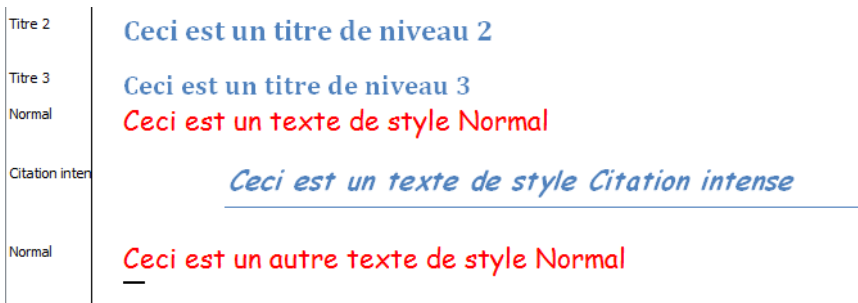 Titre 2 Ceci est un titre de niveau 2
Titre 3 Ceci est un titre de niveau 3
Normal Ceci est un texte de style Normal
Citation inten Ceci est un texte de style Citation intense
Normal Ceci est un autre texte de style Normal